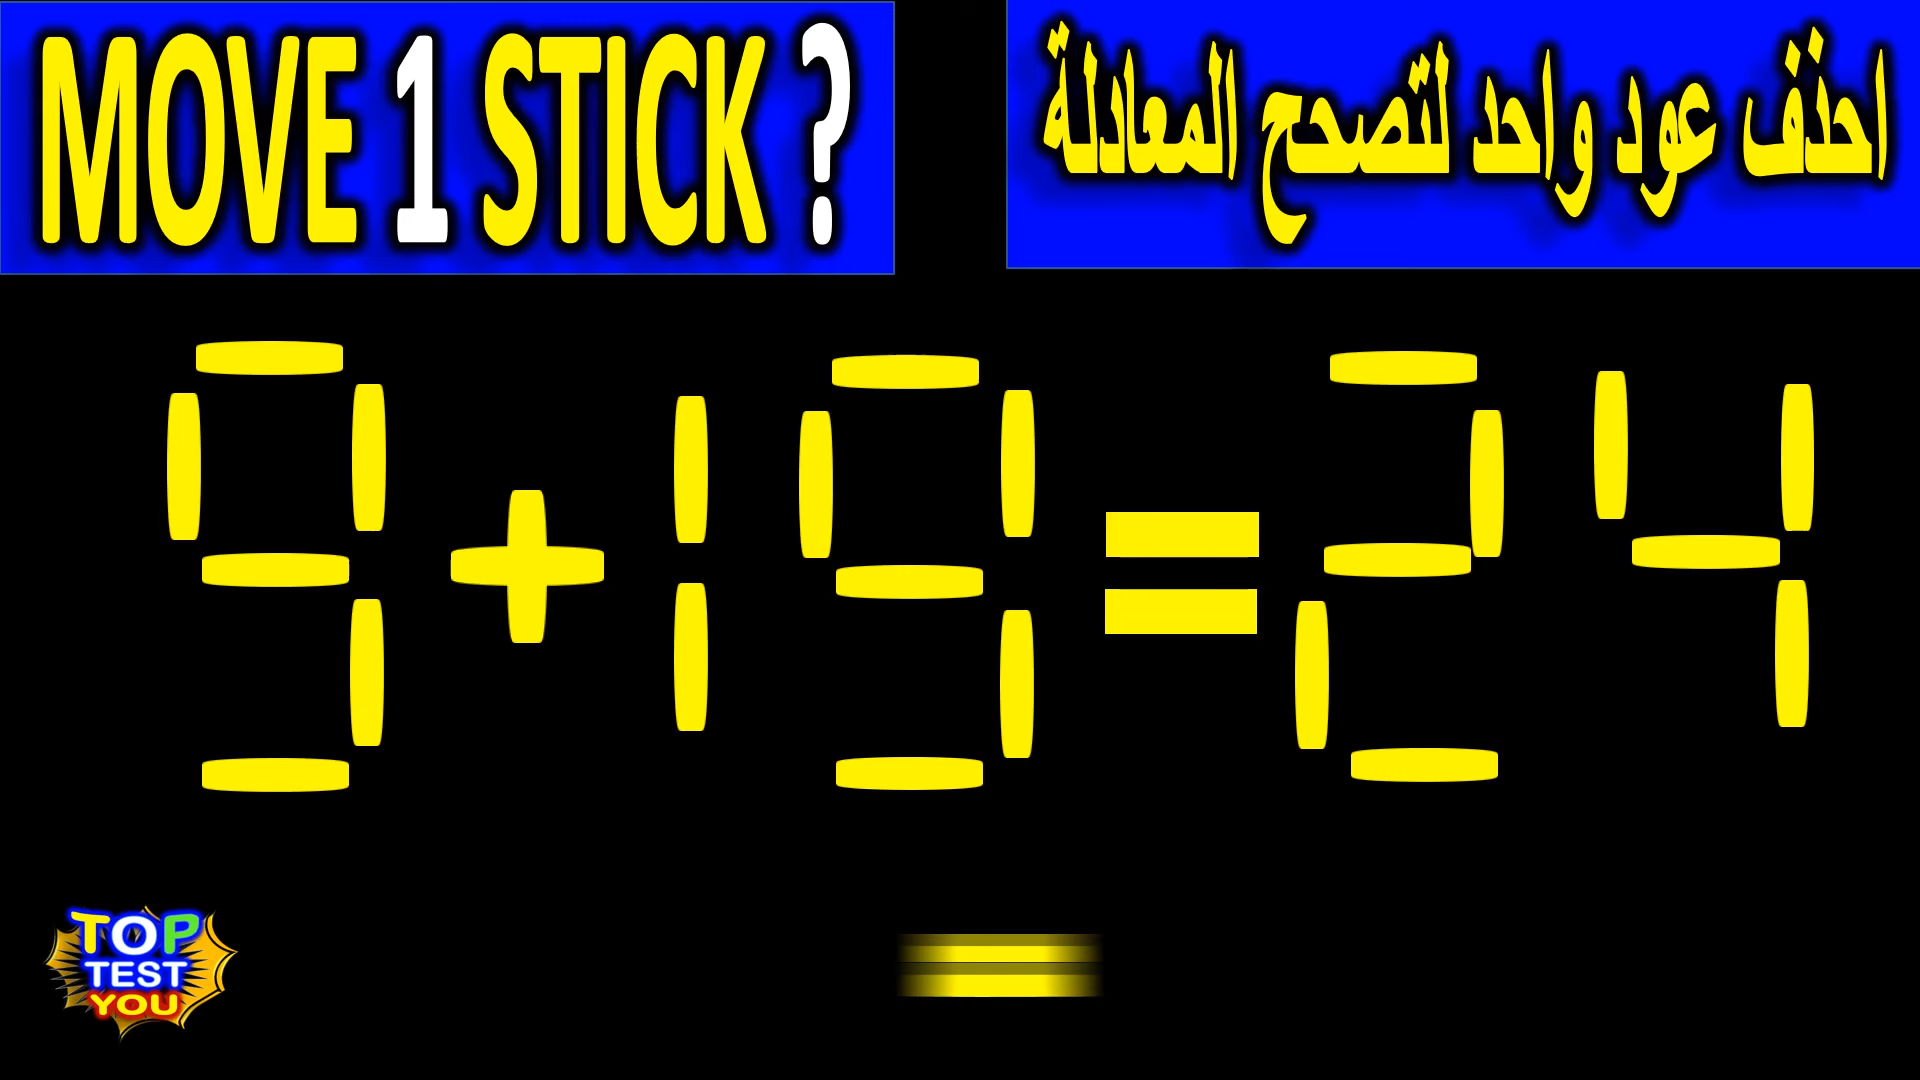 MOVE 1 STICK ?
احذف عود واحد لتصحح المعادلة
9+19=24
TOP
TEST
YOU